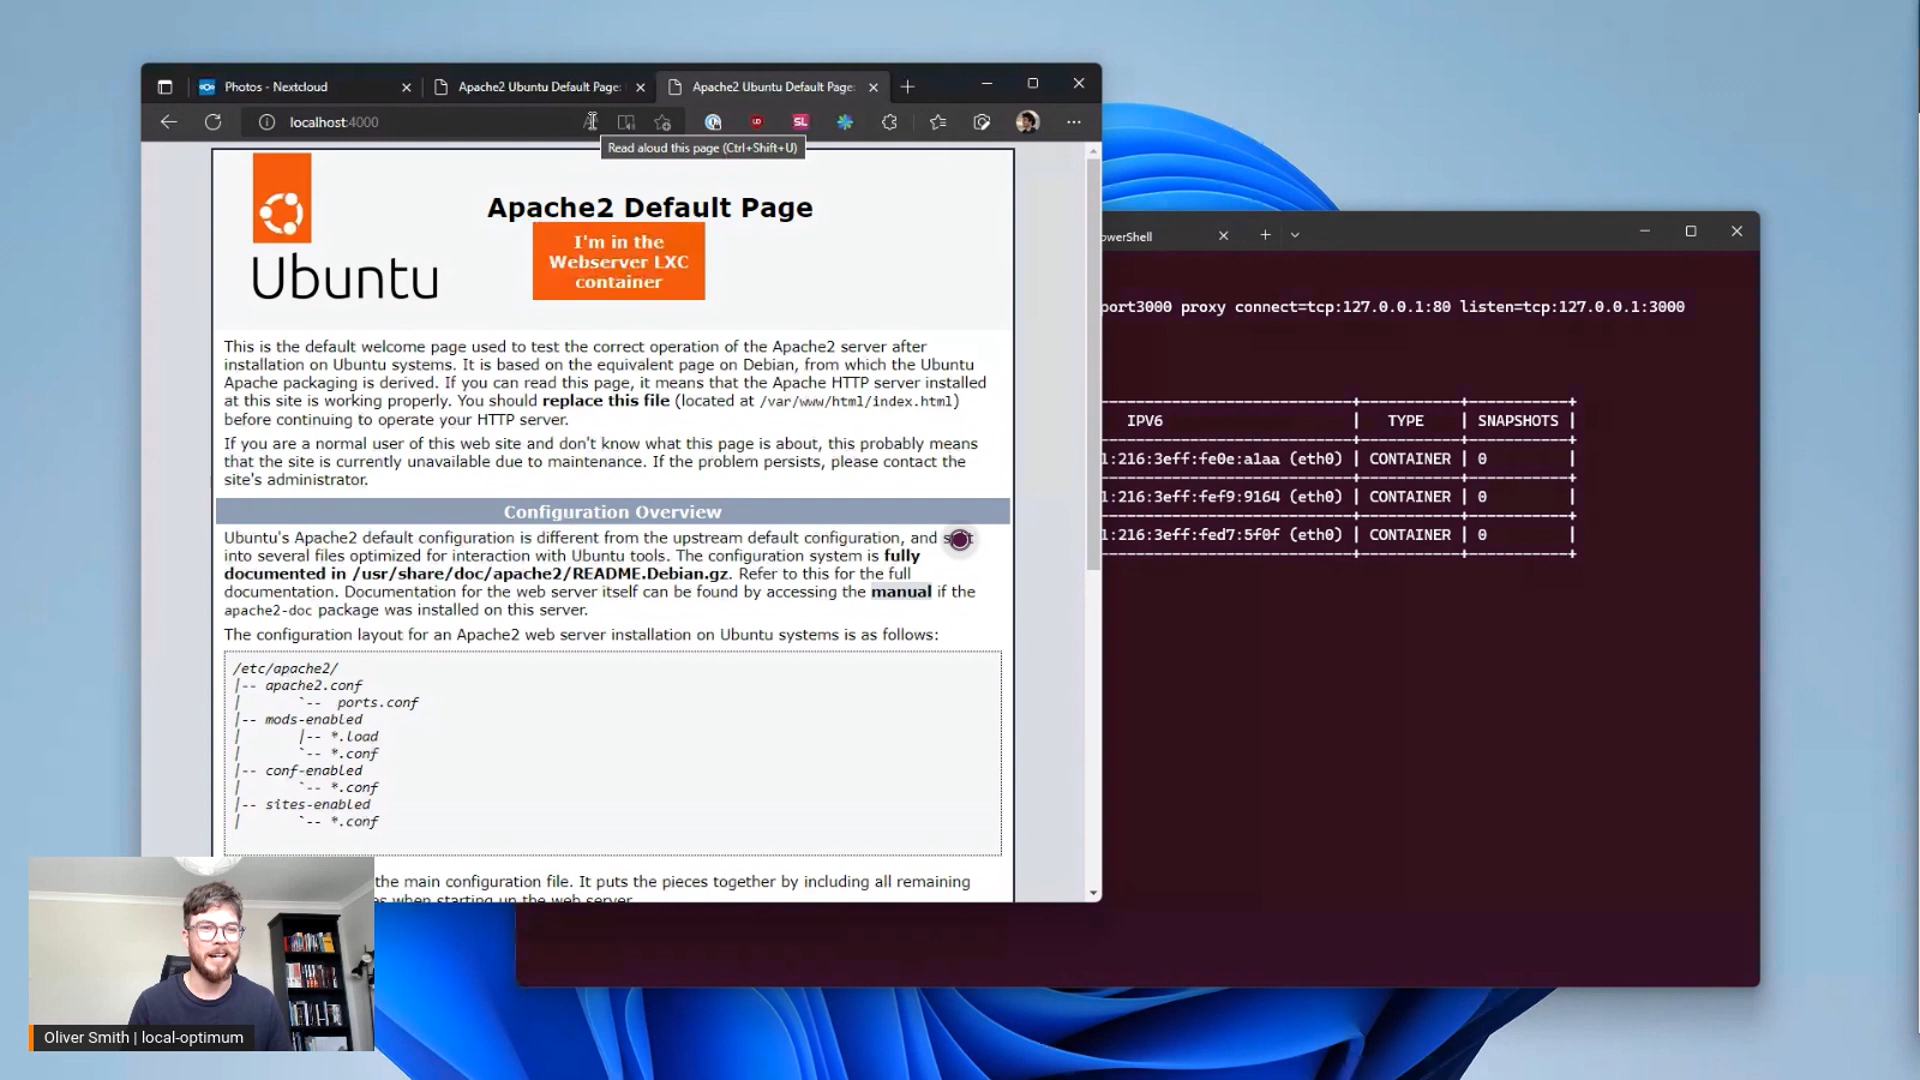 Photos - Nextcloud
Apache2 Ubuntu Default Page:
Apache2 Ubuntu Default Page:
localhost:4000
Read aloud this page (Ctrl+Shift+U)
Apache2 Default Page
I'm in the
Webserver LXC
container
Ubuntu
This is the default welcome page used to test the correct operation of the Apache2 server after
installation on Ubuntu systems. It is based on the equivalent page on Debian, from which the Ubuntu
Apache packaging is derived. If you can read this page, it means that the Apache HTTP server installed
at this site is working properly. You should replace this file (located at /var/www/html/index.html)
before continuing to operate your HTTP server.
If you are a normal user of this web site and don't know what this page is about, this probably means
that the site is currently unavailable due to maintenance. If the problem persists, please contact the
site's administrator.
Configuration Overview
Ubuntu's Apache2 default configuration is different from the upstream default configuration, and
into several files optimized for interaction with Ubuntu tools. The configuration system is fully
documented in /usr/share/doc/apache2/README.Debian.gz. Refer to this for the full
documentation. Documentation for the web server itself can be found by accessing the manual if the
apache2-doc package was installed on this server.
The configuration layout for an Apache2 web server installation on Ubuntu systems is as follows:
/etc/apache2/
|-- apache2.conf
|       `--  ports.conf
|-- mods-enabled
|       |-- *.load
|       `-- *.conf
|-- conf-enabled
|       `-- *.conf
|-- sites-enabled
|       `-- *.conf
the main configuration file. It puts the pieces together by including all remaining
when starting up the web server.
owerShell
port3000 proxy connect=tcp:127.0.0.1:80 listen=tcp:127.0.0.1:3000
IPV6 | TYPE | SNAPSHOTS
1:216:3eff:fe0e:a1aa (eth0) | CONTAINER | 0 |
1:216:3eff:fef9:9164 (eth0) | CONTAINER | 0 |
1:216:3eff:fed7:5f0f (eth0) | CONTAINER | 0 |
Oliver Smith | local-optimum
UD
SL